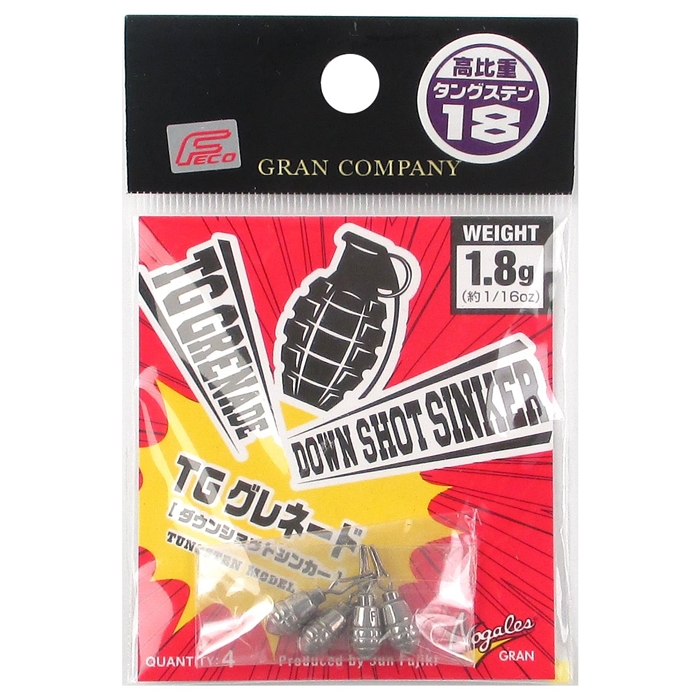 高比重
タングステン
18
FECO
GRAN COMPANY
WEIGHT
1.8g
(約1/16oz)
TG GRENADE
DOWN SHOT SINKER
TG グレネード
[ダウンショットシンカー]
TUNGSTEN MODEL
Nogales
GRAN
QUANTITY:4
Produced by Jun Fujiki